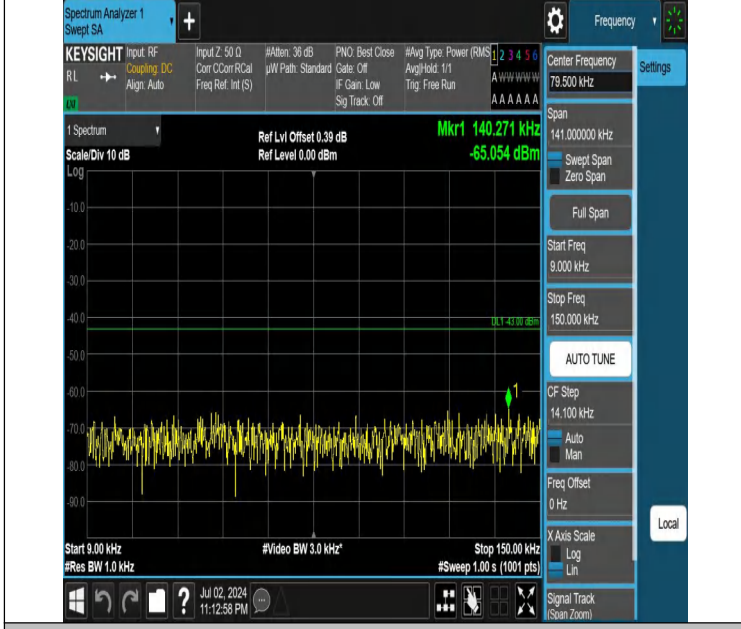 Spectrum Analyzer 1
Swept SA
+
Frequency
KEYSIGHT
RL
Input: RF
Coupling: DC
Align: Auto
Input Z: 50 Ω
Corr CCorr RCal
Freq Ref: Int (S)
#Atten: 36 dB
µW Path: Standard
PNO: Best Close
Gate: Off
IF Gain: Low
Sig Track: Off
#Avg Type: Power (RMS
Avg|Hold: 1/1
Trig: Free Run
1 2 3 4 5 6
A W W W W W
A A A A A A
1 Spectrum
Scale/Div 10 dB
Log
Ref Lvl Offset 0.39 dB
Ref Level 0.00 dBm
Mkr1 140.271 kHz
-65.054 dBm
-10.0
-20.0
-30.0
-40.0
-50.0
-60.0
-70.0
-80.0
-90.0
DL1 -43.00 dBm
1
Start 9.00 kHz
#Res BW 1.0 kHz
#Video BW 3.0 kHz*
Stop 150.00 kHz
#Sweep 1.00 s (1001 pts)
?
Jul 02, 2024
11:12:58 PM
Center Frequency
79.500 kHz
Settings
Span
141.000000 kHz
Swept Span
Zero Span
Full Span
Start Freq
9.000 kHz
Stop Freq
150.000 kHz
AUTO TUNE
CF Step
14.100 kHz
Auto
Man
Freq Offset
0 Hz
X Axis Scale
Log
Lin
Local
Signal Track
(Span Zoom)